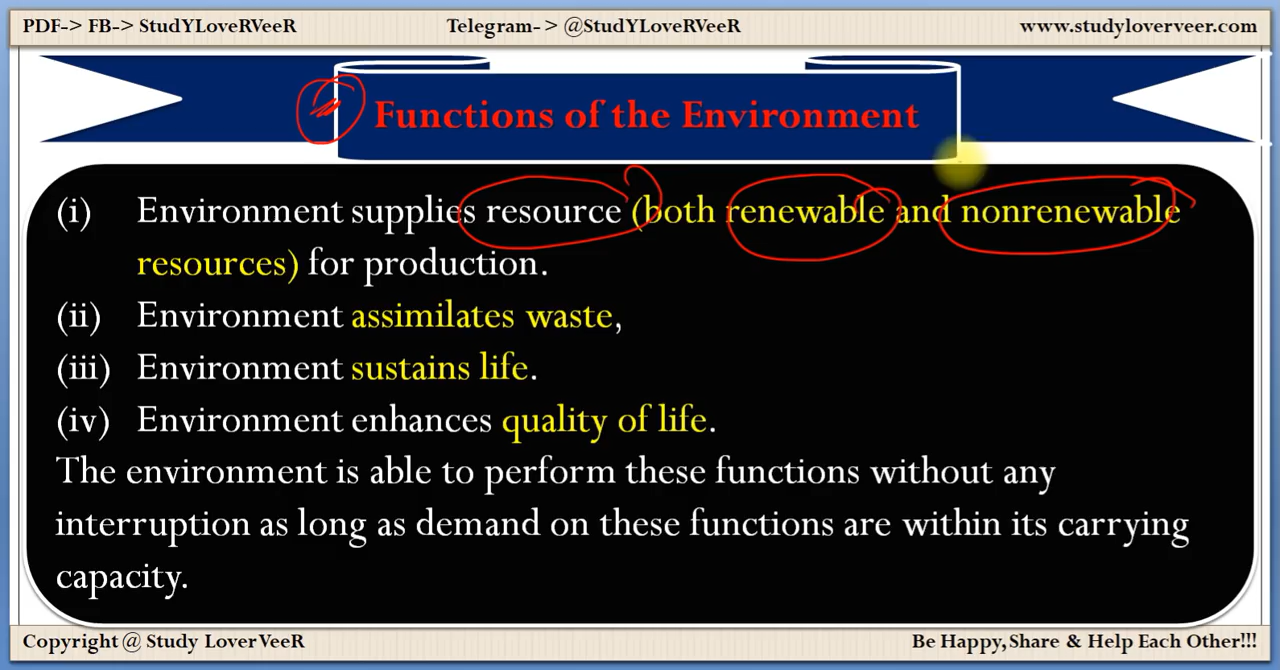 PDF-> FB-> StudYLoveRVeeR Telegram- > @StudYLoveRVeeR www.studyloverveer.com
Functions of the Environment
(i) Environment supplies resource (both renewable and nonrenewable
resources) for production.
(ii) Environment assimilates waste,
(iii) Environment sustains life.
(iv) Environment enhances quality of life.
The environment is able to perform these functions without any
interruption as long as demand on these functions are within its carrying
capacity.
Copyright @ Study LoverVeeR Be Happy, Share & Help Each Other!!!